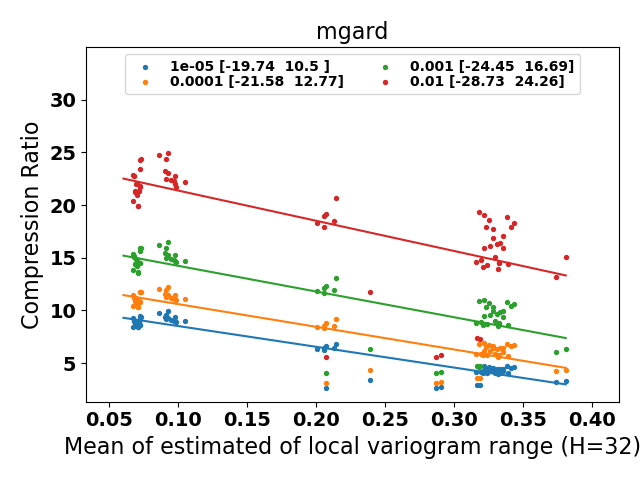 mgard
1e-05 [-19.74  10.5 ]
0.0001 [-21.58  12.77]
0.001 [-24.45  16.69]
0.01 [-28.73  24.26]
Compression Ratio
30
25
20
15
10
5
0.05 0.10 0.15 0.20 0.25 0.30 0.35 0.40
Mean of estimated of local variogram range (H=32)